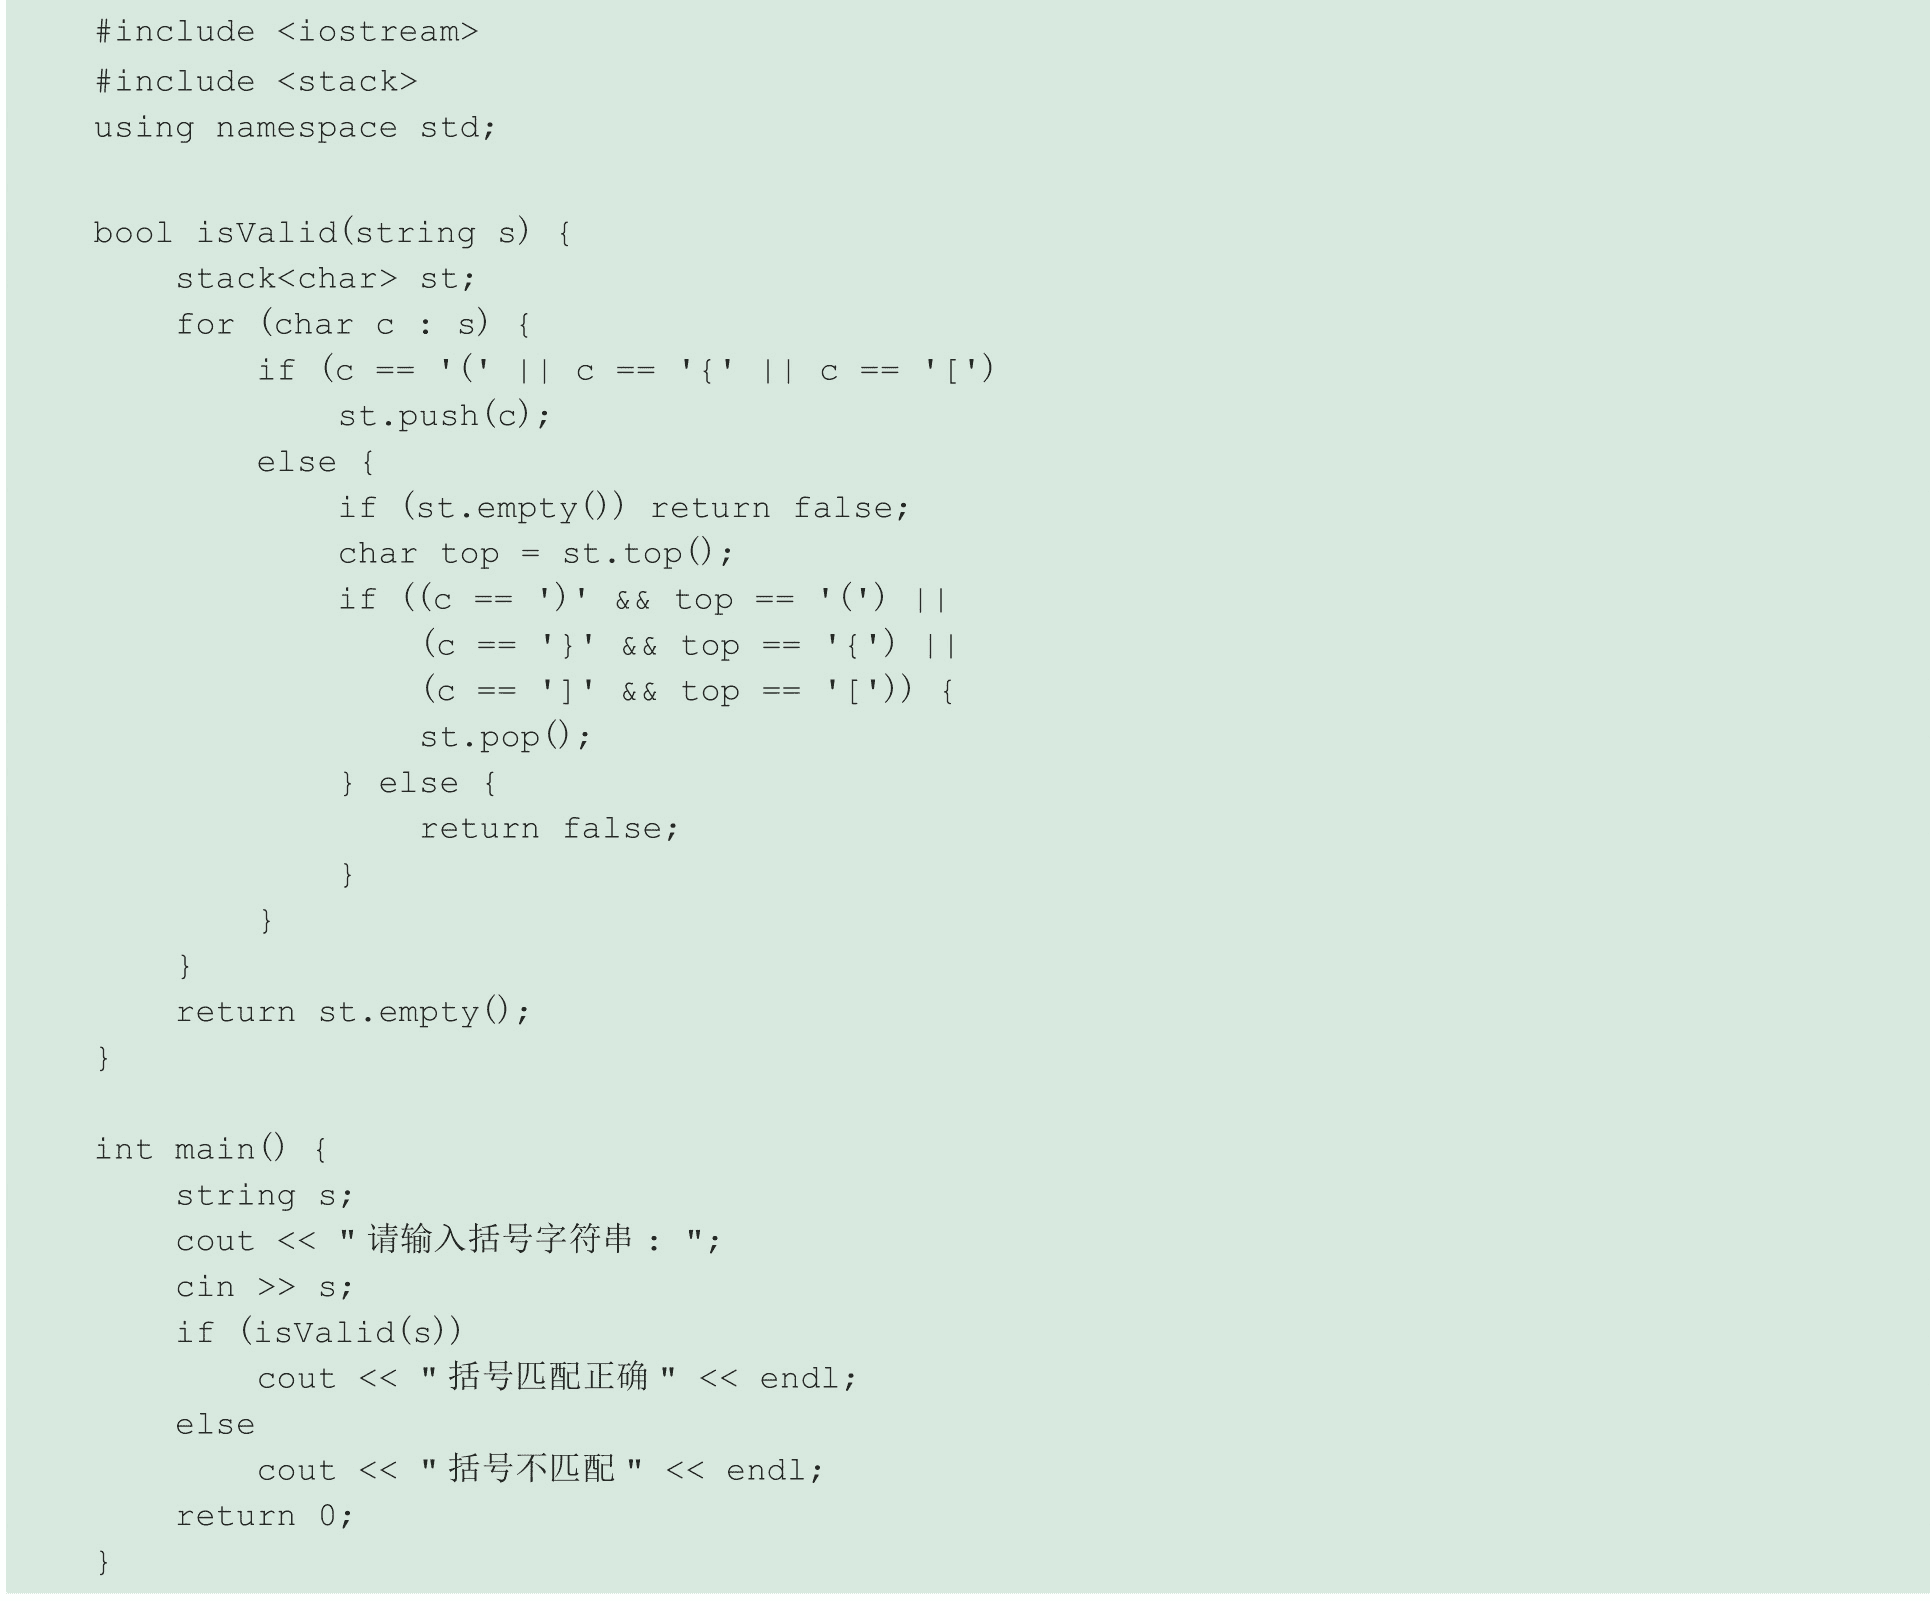 #include <iostream>
#include <stack>
using namespace std;

bool isValid(string s) {
    stack<char> st;
    for (char c : s) {
        if (c == '(' || c == '{' || c == '[')
            st.push(c);
        else {
            if (st.empty()) return false;
            char top = st.top();
            if ((c == ')' && top == '(') ||
                (c == '}' && top == '{') ||
                (c == ']' && top == '[')) {
                st.pop();
            } else {
                return false;
            }
        }
    }
    return st.empty();
}

int main() {
    string s;
    cout << "请输入括号字符串: ";
    cin >> s;
    if (isValid(s))
        cout << "括号匹配正确" << endl;
    else
        cout << "括号不匹配" << endl;
    return 0;
}